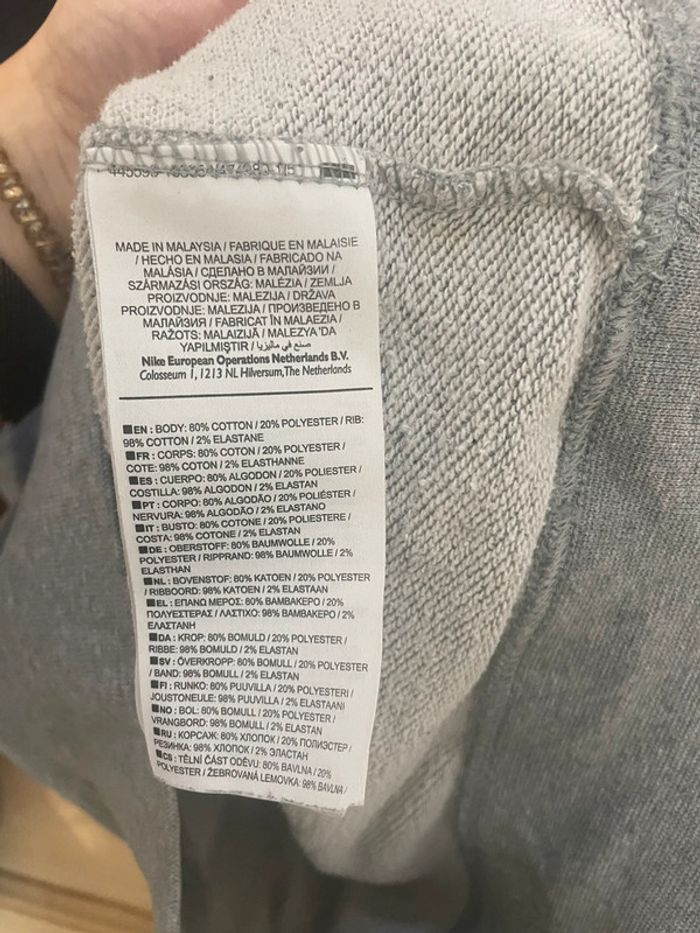 MADE IN MALAYSIA / FABRIQUE EN MALAISIE
/ HECHO EN MALASIA / FABRICADO NA
MALÁSIA / СДЕЛАНО В МАЛАЙЗИИ /
SZÁRMAZÁSI ORSZÁG: MALÉZIA / ZEMLJA
PROIZVODNJE: MALEZIJA / DRŽAVA
PROIZVODNJE: MALEZIJA / ПРОИЗВЕДЕНО В
МАЛАЙЗИЯ / FABRICAT ÎN MALAEZIA /
RAŽOTS: MALAIZIJĀ / MALEZYA 'DA
YAPILMIŞTIR / صنع في ماليزيا
Nike European Operations Netherlands B.V.
Colosseum 1, 1213 NL Hilversum, The Netherlands
EN : BODY: 80% COTTON / 20% POLYESTER / RIB:
98% COTTON / 2% ELASTANE
FR : CORPS: 80% COTON / 20% POLYESTER /
COTE: 98% COTON / 2% ELASTHANNE
ES : CUERPO: 80% ALGODON / 20% POLIESTER /
COSTILLA: 98% ALGODON / 2% ELASTAN
PT : CORPO: 80% ALGODÃO / 20% POLIÉSTER /
NERVURA: 98% ALGODÃO / 2% ELASTANO
IT : BUSTO: 80% COTONE / 20% POLIESTERE /
COSTA: 98% COTONE / 2% ELASTAN
DE : OBERSTOFF: 80% BAUMWOLLE / 20%
POLYESTER / RIPPRAND: 98% BAUMWOLLE / 2%
ELASTHAN
NL : BOVENSTOF: 80% KATOEN / 20% POLYESTER
/ RIBBOORD: 98% KATOEN / 2% ELASTAAN
EL : ΕΠΑΝΩ ΜΕΡΟΣ: 80% ΒΑΜΒΑΚΕΡΟ / 20%
ΠΟΛΥΕΣΤΕΡΑΣ / ΛΑΣΤΙΧΟ: 98% ΒΑΜΒΑΚΕΡΟ / 2%
ΕΛΑΣΤΑΝΗ
DA : KROP: 80% BOMULD / 20% POLYESTER /
RIBBE: 98% BOMULD / 2% ELASTAN
SV : ÖVERKROPP: 80% BOMULL / 20% POLYESTER
/ BAND: 98% BOMULL / 2% ELASTAN
FI : RUNKO: 80% PUUVILLA / 20% POLYESTERI /
JOUSTONEULE: 98% PUUVILLA / 2% ELASTAANI
NO : BOL: 80% BOMULL / 20% POLYESTER /
VRANGBORD: 98% BOMULL / 2% ELASTAN
RU : КОРСАЖ: 80% ХЛОПОК / 20% ПОЛИЭСТЕР /
РЕЗИНКА: 98% ХЛОПОК / 2% ЭЛАСТАН
CS : TĚLNÍ ČÁST ODĚVU: 80% BAVLNA / 20%
POLYESTER / ŽEBROVANÁ LEMOVKA: 98% BAVLNA /